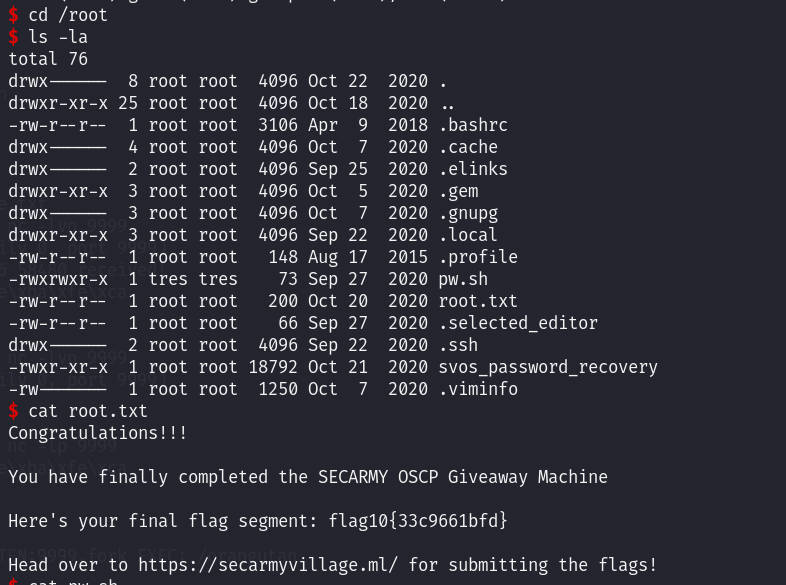 $ cd /root
$ ls -la
total 76
drwx------  8 root root  4096 Oct 22  2020 .
drwxr-xr-x 25 root root  4096 Oct 18  2020 ..
-rw-r--r--  1 root root  3106 Apr  9  2018 .bashrc
drwx------  4 root root  4096 Oct  7  2020 .cache
drwx------  2 root root  4096 Sep 25  2020 .elinks
drwxr-xr-x  3 root root  4096 Oct  5  2020 .gem
drwx------  3 root root  4096 Oct  7  2020 .gnupg
drwxr-xr-x  3 root root  4096 Sep 22  2020 .local
-rw-r--r--  1 root root   148 Aug 17  2015 .profile
-rwxrwxr-x  1 tres tres    73 Sep 27  2020 pw.sh
-rw-r--r--  1 root root   200 Oct 20  2020 root.txt
-rw-r--r--  1 root root    66 Sep 27  2020 .selected_editor
drwx------  2 root root  4096 Sep 22  2020 .ssh
-rwxr-xr-x  1 root root 18792 Oct 21  2020 svos_password_recovery
-rw-------  1 root root  1250 Oct  7  2020 .viminfo
$ cat root.txt
Congratulations!!!
You have finally completed the SECARMY OSCP Giveaway Machine
Here's your final flag segment: flag10{33c9661bfd}
Head over to https://secarmyvillage.ml/ for submitting the flags!
$ cat pw.sh